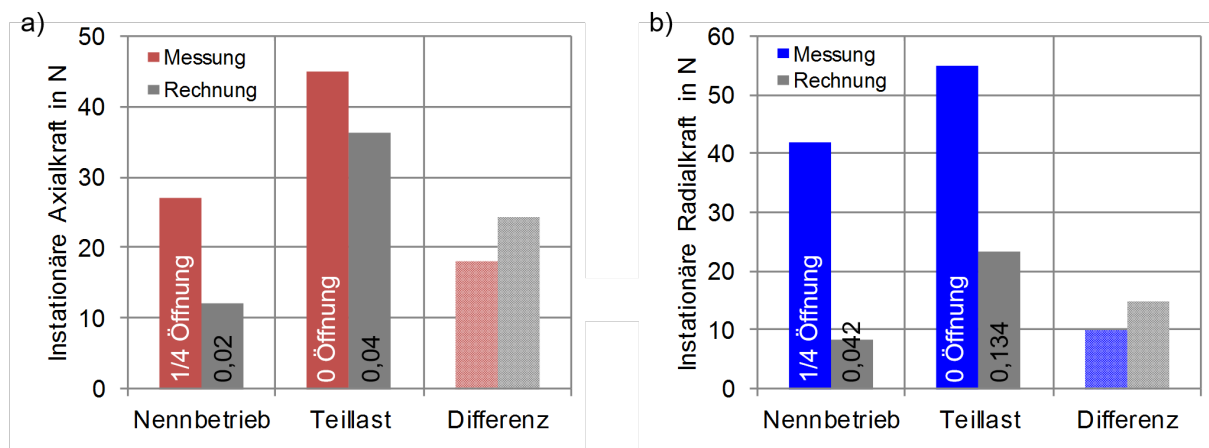 a)
Instationäre Axialkraft in N
50
40
30
20
10
0
Messung
Rechnung
1/4 Öffnung
0,02
0 Öffnung
0,04
Nennbetrieb
Teillast
Differenz
b)
Instationäre Radialkraft in N
60
50
40
30
20
10
0
Messung
Rechnung
1/4 Öffnung
0,042
0 Öffnung
0,134
Nennbetrieb
Teillast
Differenz